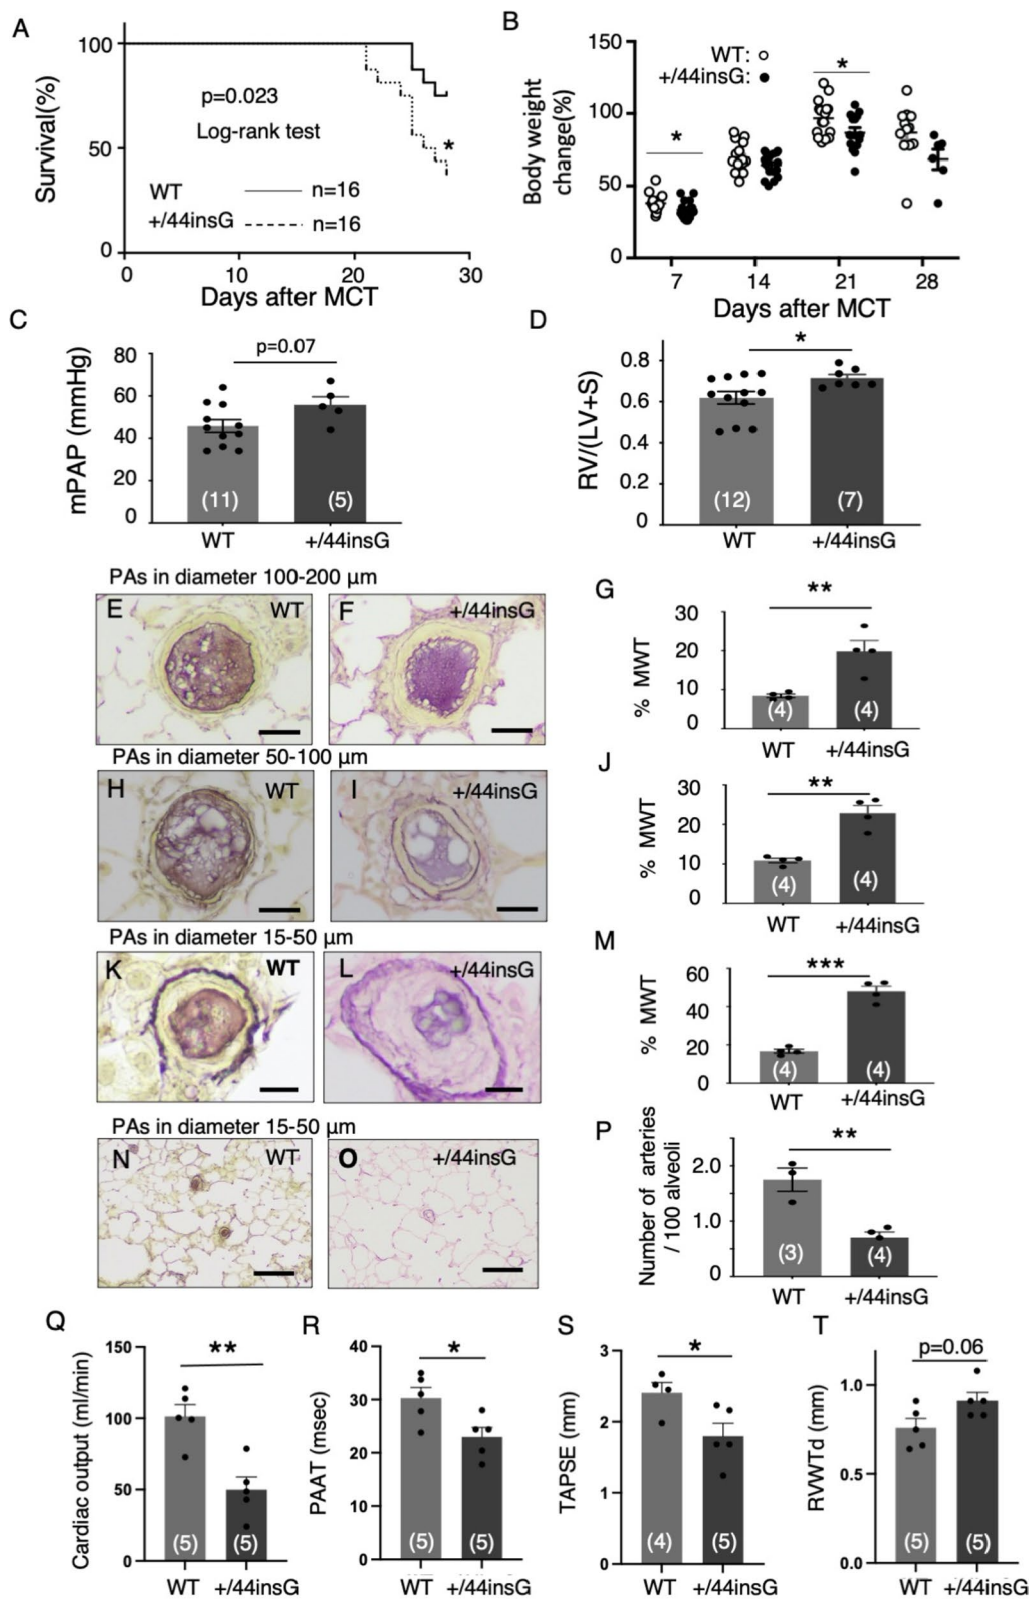 A
Survival(%)
100
50
0
p=0.023
Log-rank test
WT
n=16
+/44insG
n=16
0 10 20 30
Days after MCT
*
B
Body weight
change(%)
150
100
50
0
WT:
+/44insG:
* *
7 14 21 28
Days after MCT
C
mPAP (mmHg)
80
60
40
20
0
p=0.07
(11) (5)
WT +/44insG
D
RV/(LV+S)
0.8
0.6
0.4
0.2
0
*
(12) (7)
WT +/44insG
PAs in diameter 100-200 µm
E WT
F +/44insG
G
% MWT
30
20
10
0
**
(4) (4)
WT +/44insG
PAs in diameter 50-100 µm
H WT
I +/44insG
J
% MWT
30
20
10
0
**
(4) (4)
WT +/44insG
PAs in diameter 15-50 µm
K WT
L +/44insG
M
% MWT
60
40
20
0
***
(4) (4)
WT +/44insG
PAs in diameter 15-50 µm
N WT
O +/44insG
P
Number of arteries
/ 100 alveoli
2.0
1.0
0
**
(3) (4)
WT +/44insG
Q
Cardiac output (ml/min)
150
100
50
0
**
(5) (5)
WT +/44insG
R
PAAT (msec)
40
30
20
10
0
*
(5) (5)
WT +/44insG
S
TAPSE (mm)
3
2
1
0
*
(4) (5)
WT +/44insG
T
RVWTd (mm)
1.0
0.5
0.0
p=0.06
(5) (5)
WT +/44insG